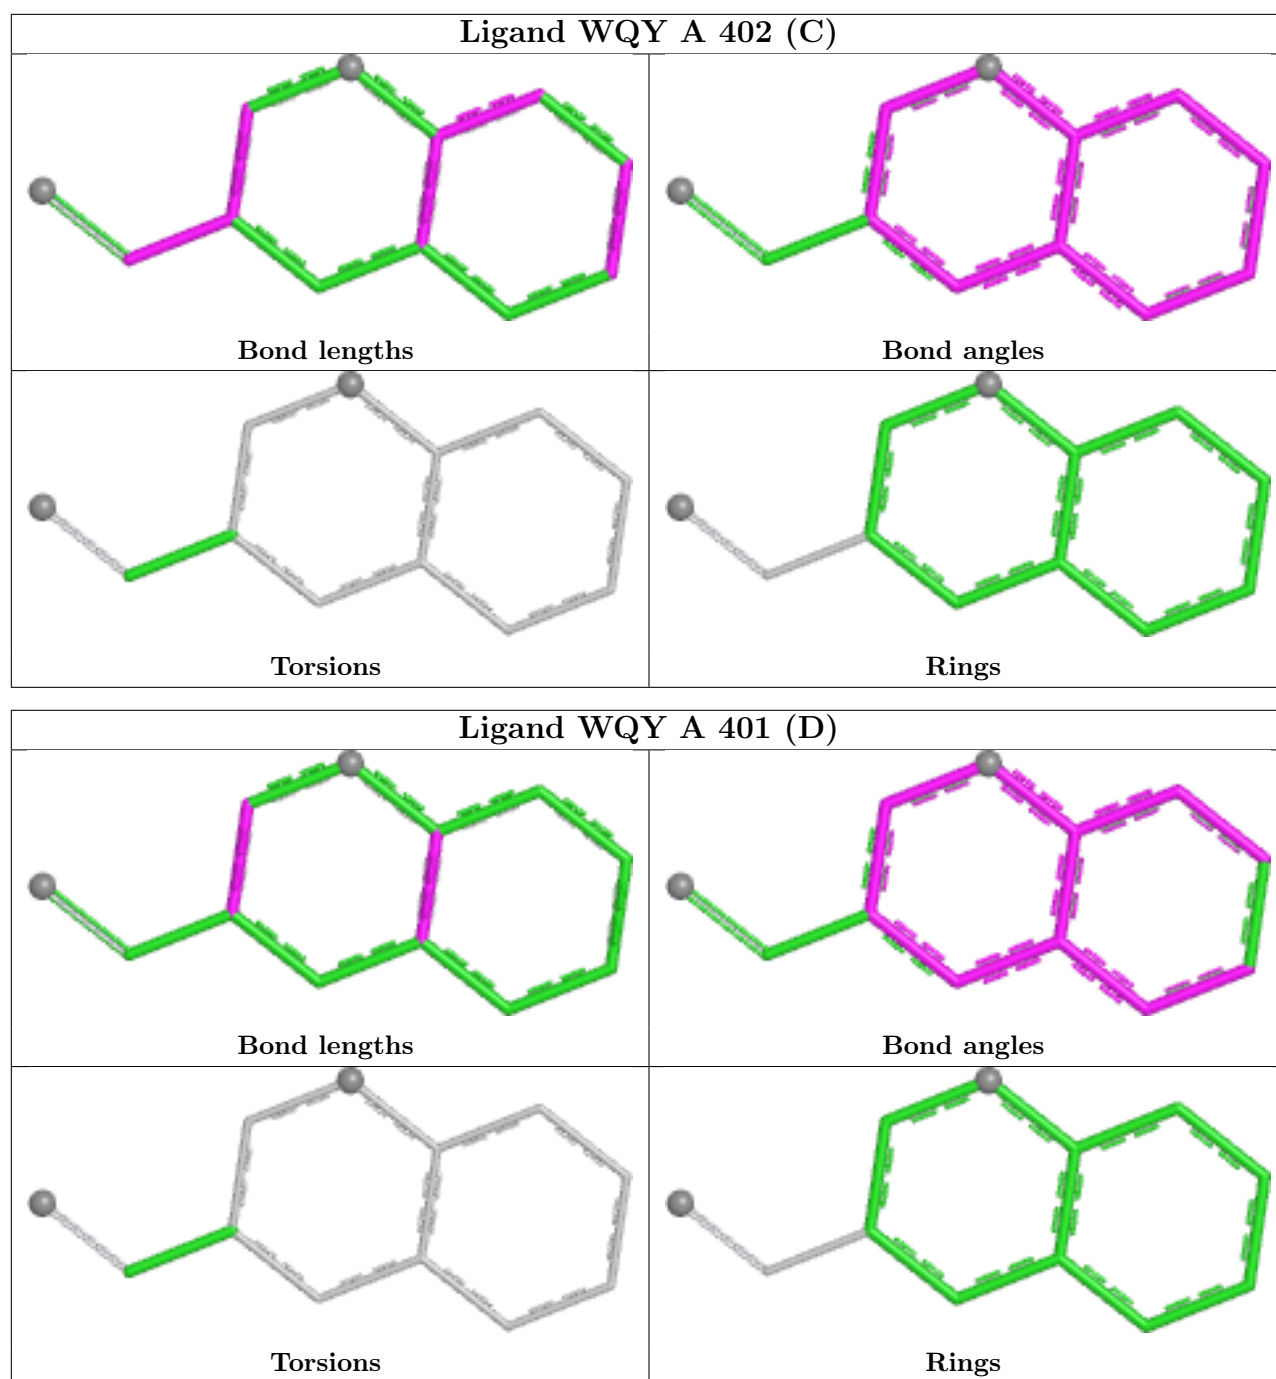 Ligand WQY A 402 (C)
Bond lengths
Bond angles
Torsions
Rings
Ligand WQY A 401 (D)
Bond lengths
Bond angles
Torsions
Rings